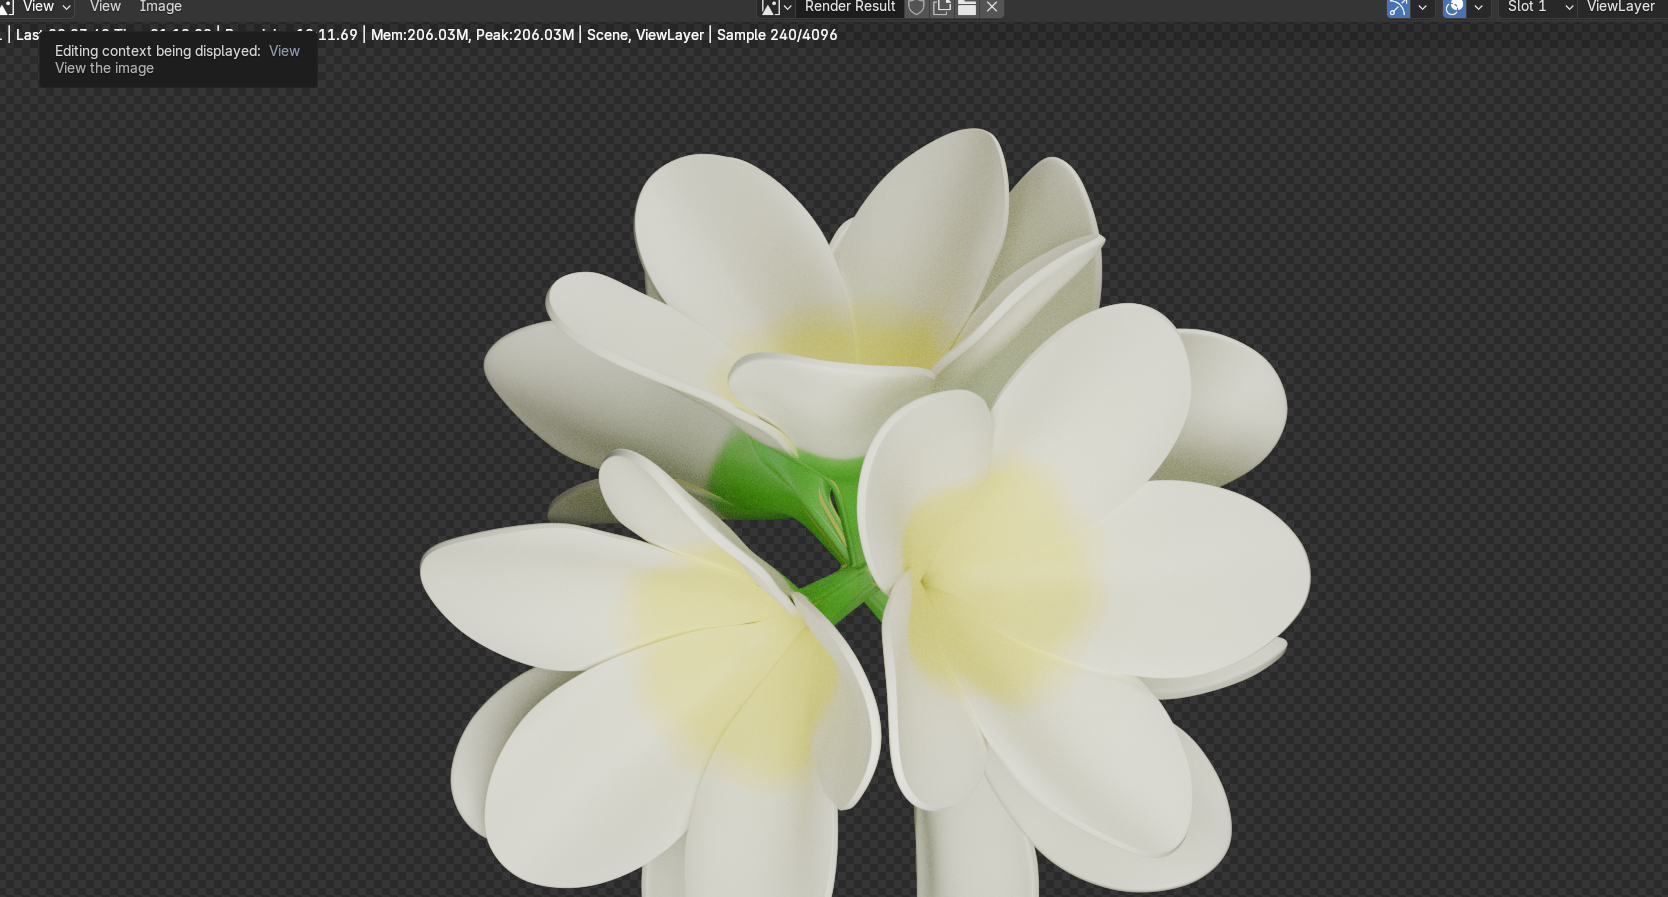 View View Image Render Result Slot 1 ViewLayer
| Las 11.69 | Mem:206.03M, Peak:206.03M | Scene, ViewLayer | Sample 240/4096
Editing context being displayed: View
View the image